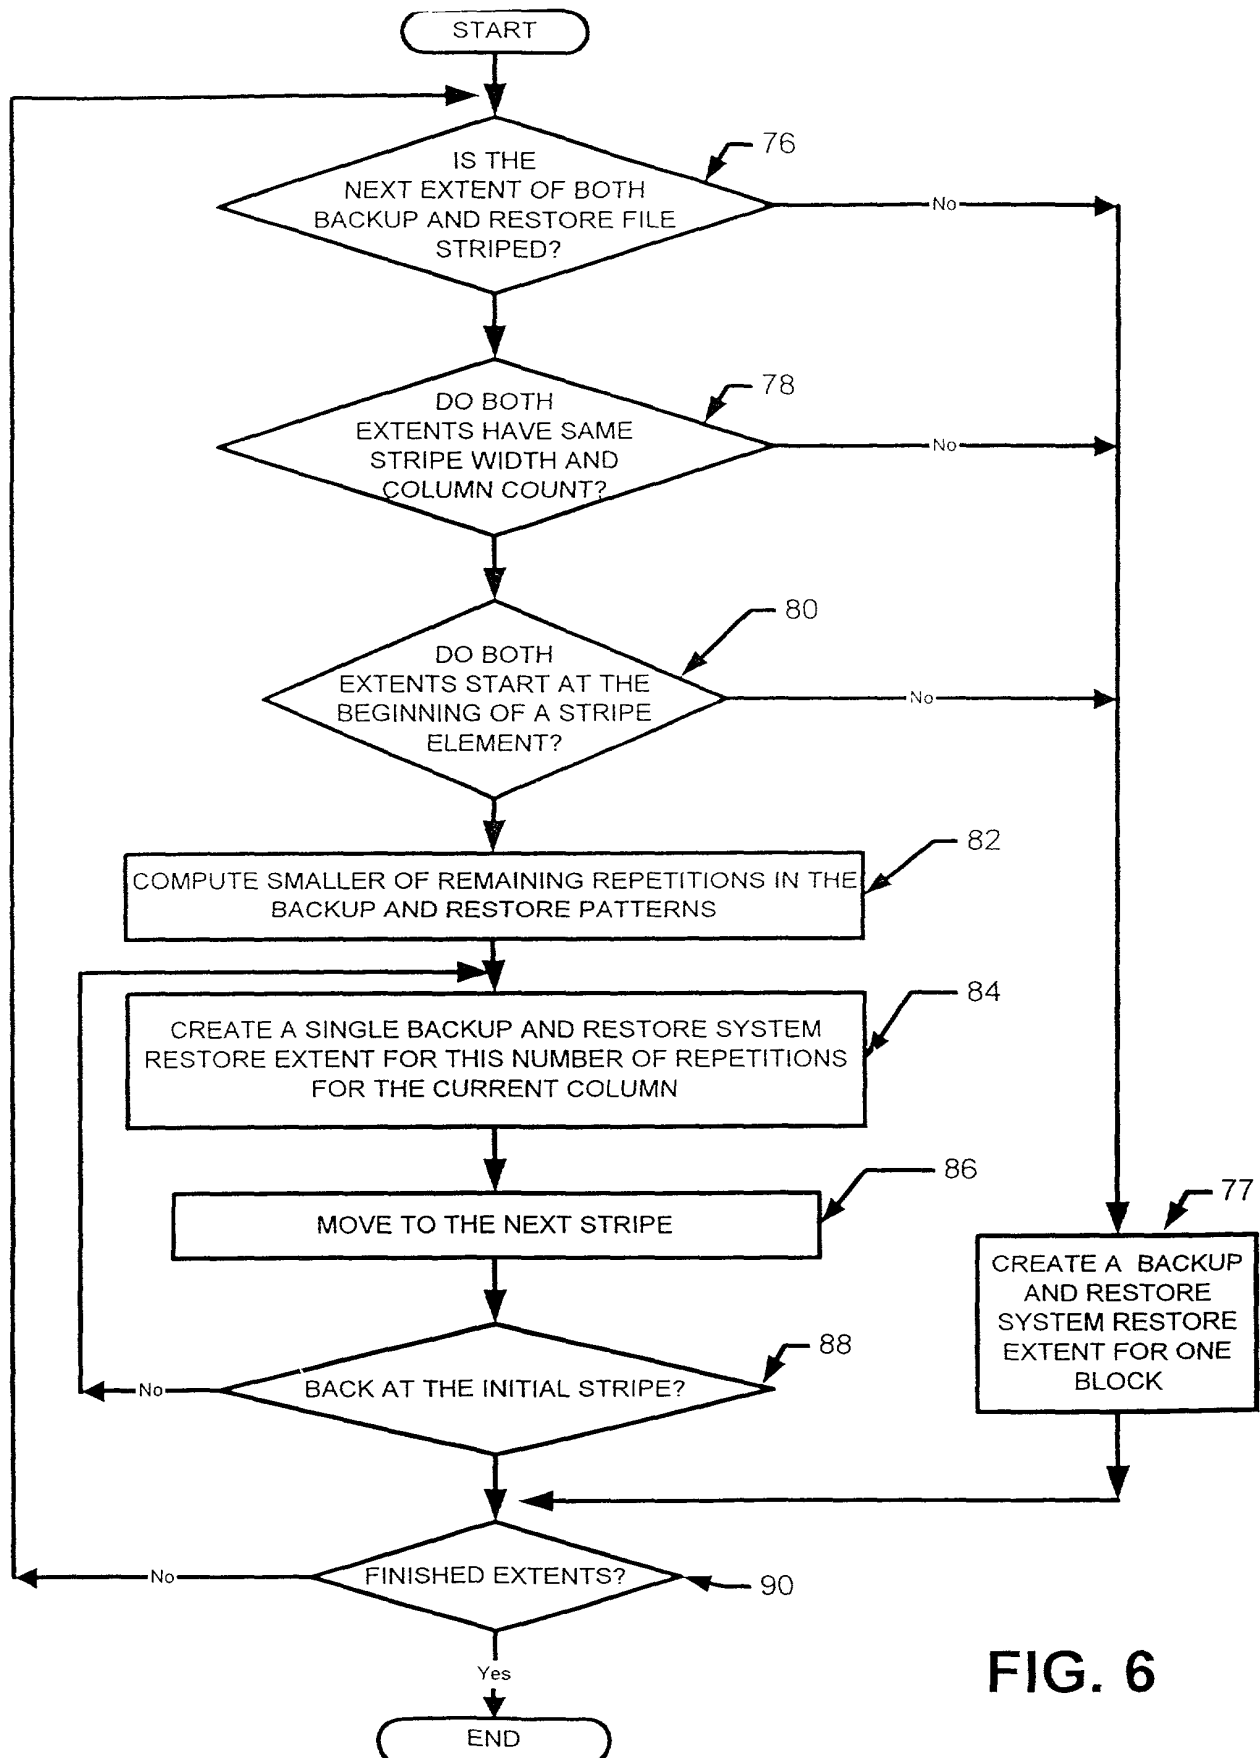 START
76
IS THE
NEXT EXTENT OF BOTH
BACKUP AND RESTORE FILE
STRIPED?
No
78
DO BOTH
EXTENTS HAVE SAME
STRIPE WIDTH AND
COLUMN COUNT?
No
80
DO BOTH
EXTENTS START AT THE
BEGINNING OF A STRIPE
ELEMENT?
No
82
COMPUTE SMALLER OF REMAINING REPETITIONS IN THE
BACKUP AND RESTORE PATTERNS
84
CREATE A SINGLE BACKUP AND RESTORE SYSTEM
RESTORE EXTENT FOR THIS NUMBER OF REPETITIONS
FOR THE CURRENT COLUMN
86
MOVE TO THE NEXT STRIPE
77
CREATE A BACKUP
AND RESTORE
SYSTEM RESTORE
EXTENT FOR ONE
BLOCK
88
BACK AT THE INITIAL STRIPE?
No
FINISHED EXTENTS?
No
90
Yes
END
FIG. 6